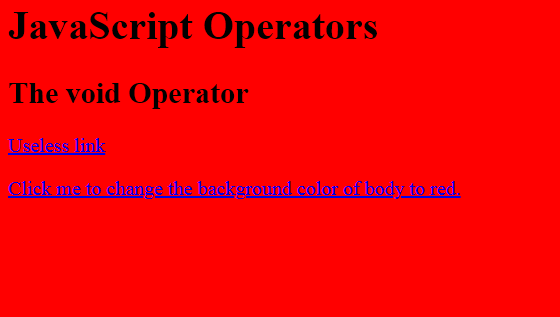 JavaScript Operators
The void Operator
Useless link
Click me to change the background color of body to red.